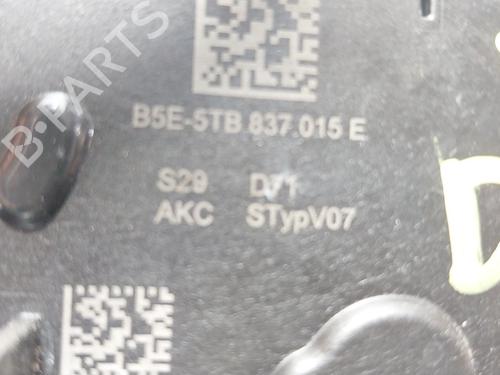 B-PARTS
B5E-5TB 837 015 E
S29 D71
AKC STypV07